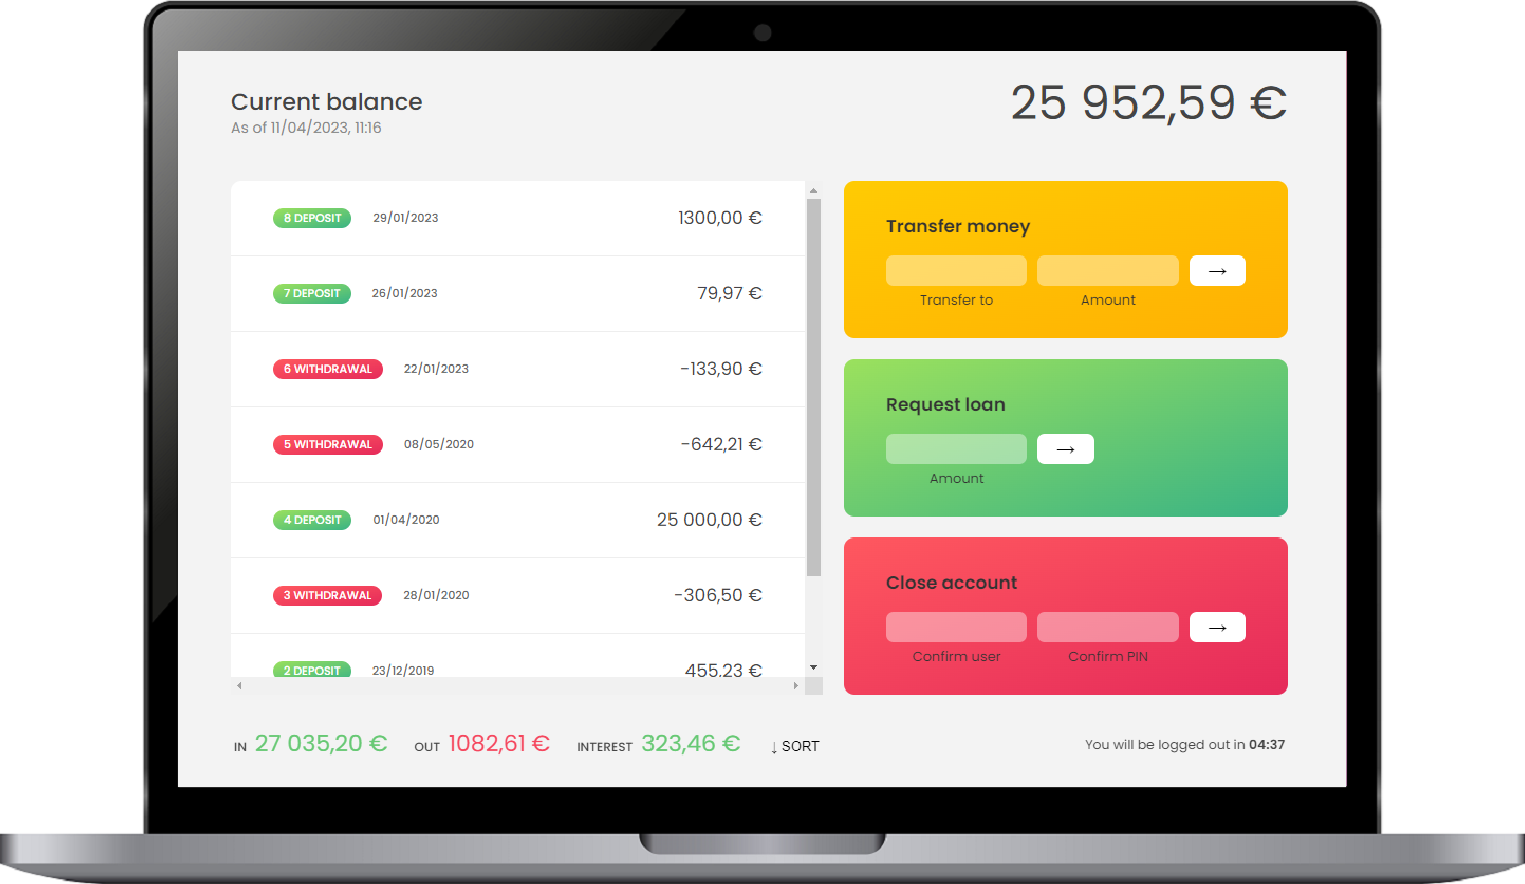 Current balance
As of 11/04/2023, 11:16
25 952,59 €
8 DEPOSIT 29/01/2023 1300,00 €
7 DEPOSIT 26/01/2023 79,97 €
6 WITHDRAWAL 22/01/2023 -133,90 €
5 WITHDRAWAL 08/05/2020 -642,21 €
4 DEPOSIT 01/04/2020 25 000,00 €
3 WITHDRAWAL 28/01/2020 -306,50 €
2 DEPOSIT 23/12/2019 455,23 €
Transfer money
→
Transfer to Amount
Request loan
→
Amount
Close account
→
Confirm user Confirm PIN
IN 27 035,20 € OUT 1082,61 € INTEREST 323,46 € ↓ SORT
You will be logged out in 04:37